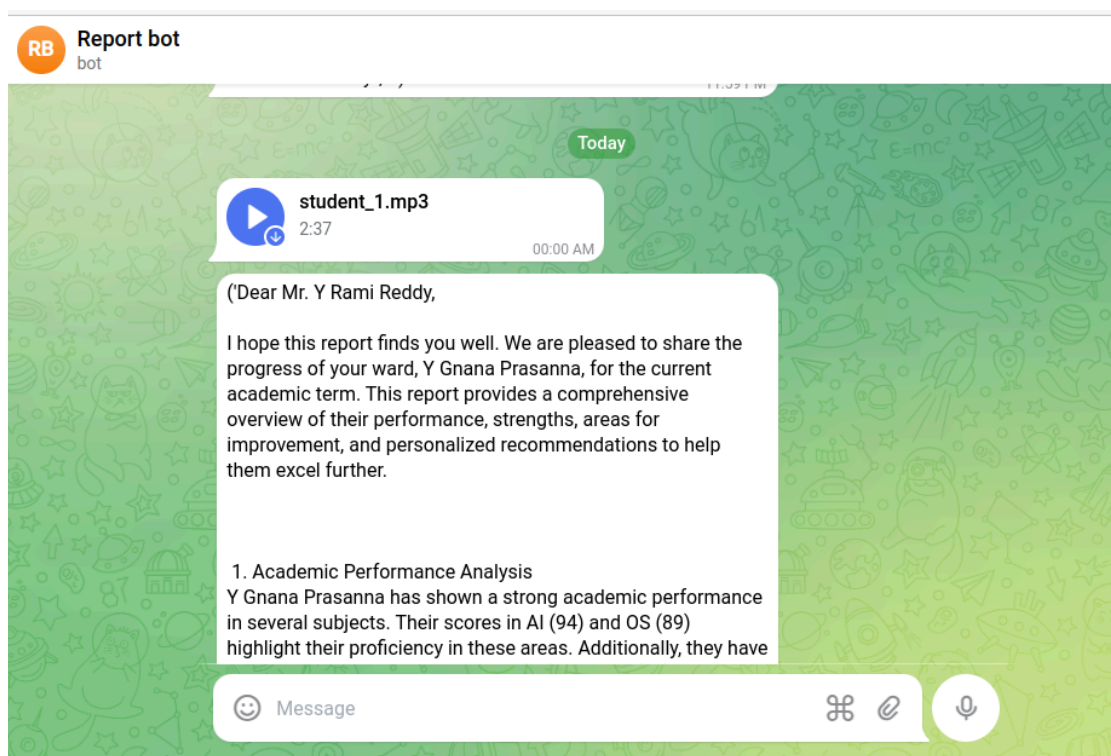 RB
Report bot
bot
11:59 PM
Today
student_1.mp3
2:37
00:00 AM
('Dear Mr. Y Rami Reddy,
I hope this report finds you well. We are pleased to share the
progress of your ward, Y Gnana Prasanna, for the current
academic term. This report provides a comprehensive
overview of their performance, strengths, areas for
improvement, and personalized recommendations to help
them excel further.
1. Academic Performance Analysis
Y Gnana Prasanna has shown a strong academic performance
in several subjects. Their scores in AI (94) and OS (89)
highlight their proficiency in these areas. Additionally, they have
Message